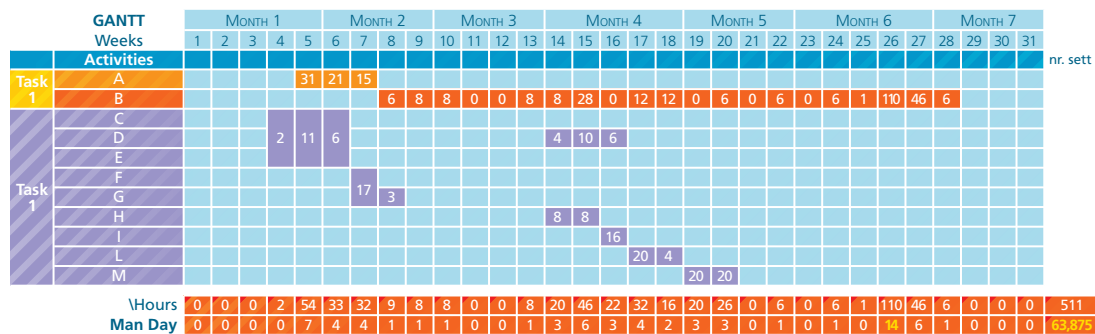 GANTT Month 1 Month 2 Month 3 Month 4 Month 5 Month 6 Month 7
Weeks 1 2 3 4 5 6 7 8 9 10 11 12 13 14 15 16 17 18 19 20 21 22 23 24 25 26 27 28 29 30 31
Activities nr. sett
Task 1
A 31 21 15
B 6 8 8 0 0 8 8 28 0 12 12 0 6 0 6 0 6 1 110 46 6
Task 1
C
D 2 11 6 4 10 6
E
F
17
G 3
H 8 8
I 16
L 20 4
M 20 20
\Hours 0 0 0 2 54 33 32 9 8 8 0 0 8 20 46 22 32 16 20 26 0 6 0 6 1 110 46 6 0 0 0 511
Man Day 0 0 0 0 7 4 4 1 1 1 0 0 1 3 6 3 4 2 3 3 0 1 0 1 0 14 6 1 0 0 0 63,875